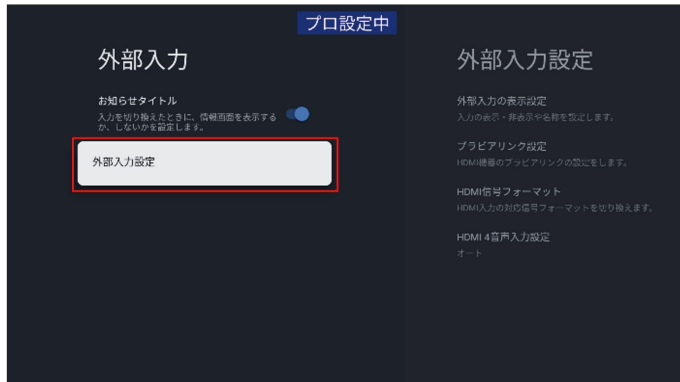 プロ設定中
外部入力
お知らせタイトル
入力を切り換えたときに、情報画面を表示する
か、しないかを設定します。
外部入力設定
外部入力設定
外部入力の表示設定
入力の表示・非表示や名称を設定します。
ブラビアリンク設定
HDMI機器のブラビアリンクの設定をします。
HDMI信号フォーマット
HDMI入力の対応信号フォーマットを切り換えます。
HDMI 4音声入力設定
オート